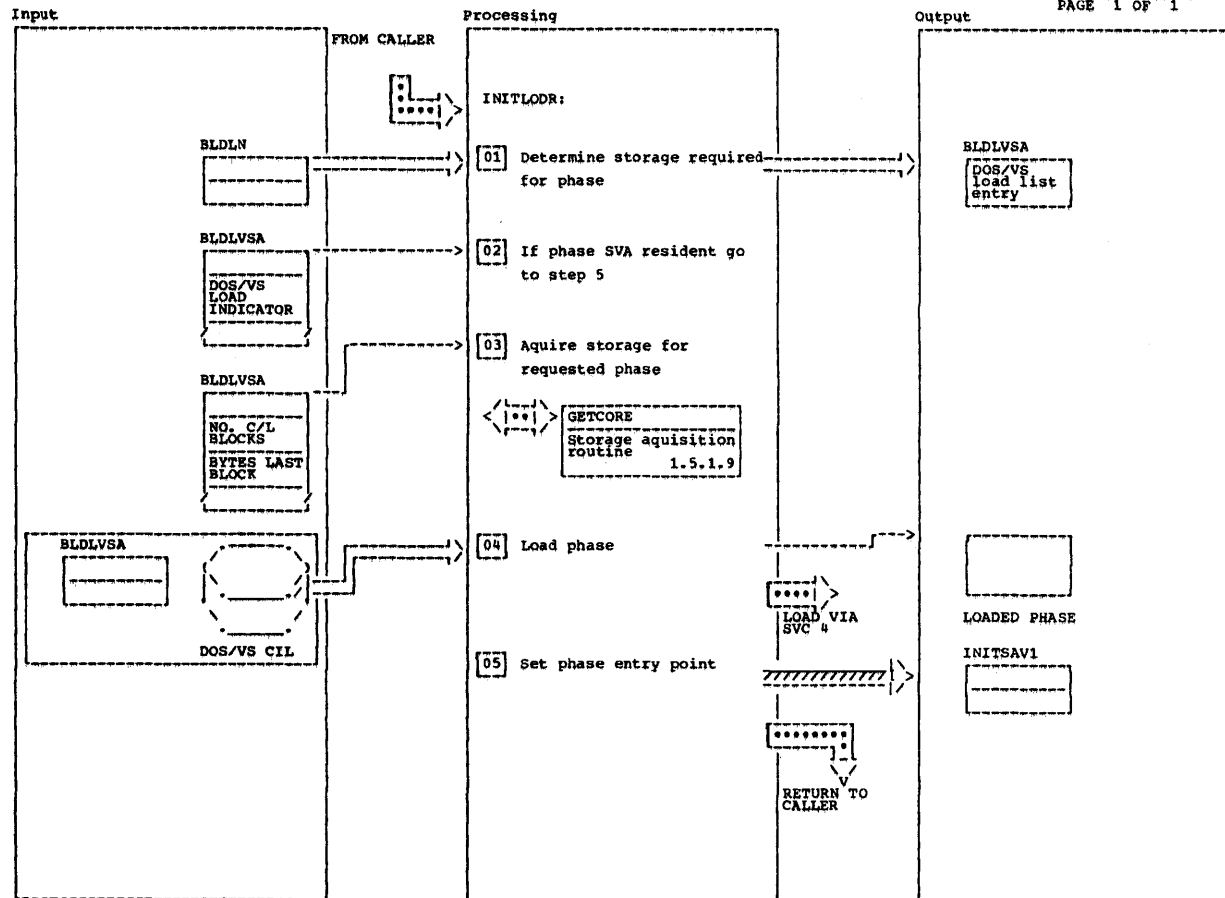 PAGE 1 OF 1
Input
Processing
Output
FROM CALLER
INITLODR:
BLDLN
01 Determine storage required
for phase
BLDLVSA
DOS/VS
load list
entry
BLDLVSA
DOS/VS
LOAD
INDICATOR
02 If phase SVA resident go
to step 5
03 Aquire storage for
requested phase
BLDLVSA
NO. C/L
BLOCKS
BYTES LAST
BLOCK
GETCORE
Storage aquisition
routine
1.5.1.9
BLDLVSA
DOS/VS CIL
04 Load phase
LOAD VIA
SVC 4
LOADED PHASE
05 Set phase entry point
INITSAV1
RETURN TO
CALLER